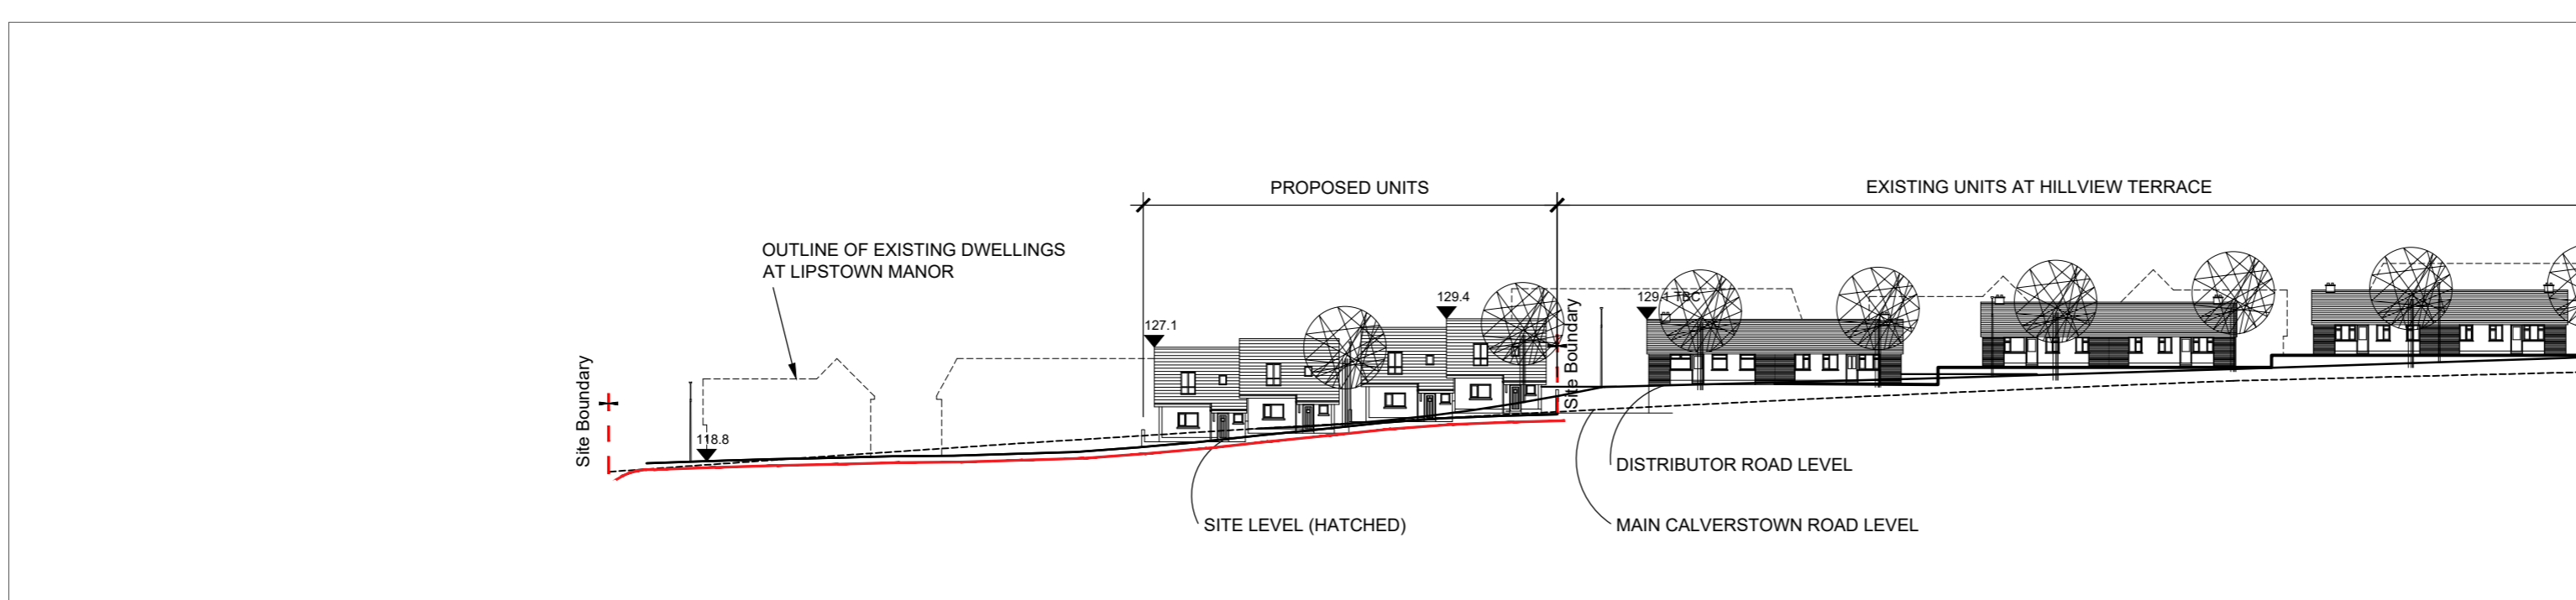 PROPOSED UNITS
EXISTING UNITS AT HILLVIEW TERRACE
OUTLINE OF EXISTING DWELLINGS
AT LIPSTOWN MANOR
129.4
129.1 TBC
127.1
Site Boundary
Site Boundary
118.8
DISTRIBUTOR ROAD LEVEL
SITE LEVEL (HATCHED)
MAIN CALVERSTOWN ROAD LEVEL